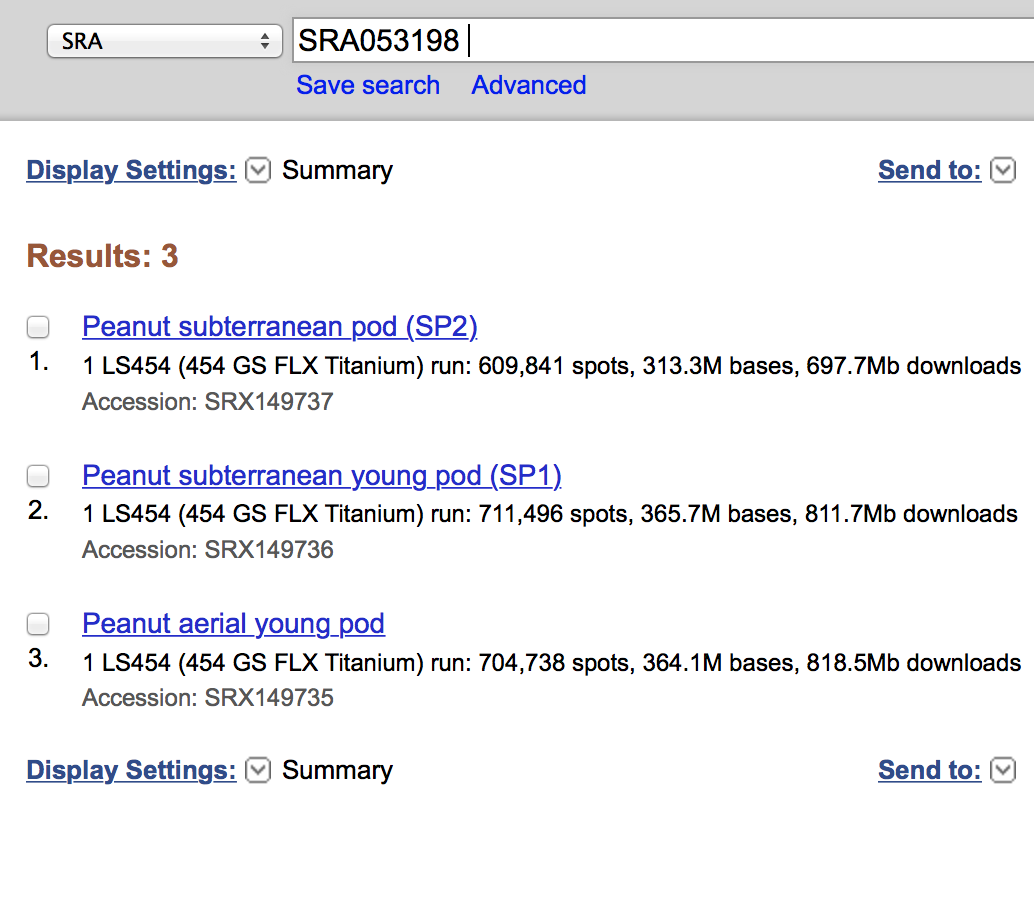 SRA SRA053198
Save search Advanced
Display Settings: Summary Send to:
Results: 3
Peanut subterranean pod (SP2)
1. 1 LS454 (454 GS FLX Titanium) run: 609,841 spots, 313.3M bases, 697.7Mb downloads
Accession: SRX149737
Peanut subterranean young pod (SP1)
2. 1 LS454 (454 GS FLX Titanium) run: 711,496 spots, 365.7M bases, 811.7Mb downloads
Accession: SRX149736
Peanut aerial young pod
3. 1 LS454 (454 GS FLX Titanium) run: 704,738 spots, 364.1M bases, 818.5Mb downloads
Accession: SRX149735
Display Settings: Summary Send to: